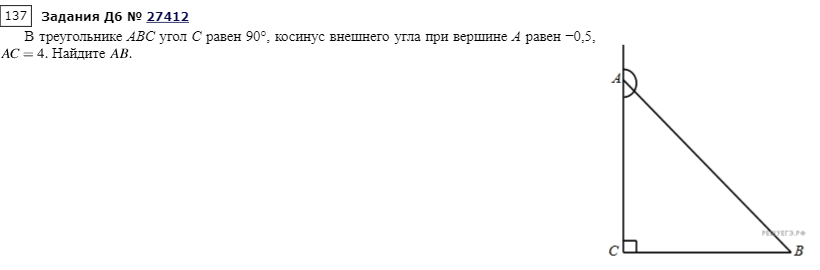 137 Задания Д6 № 27412
В треугольнике ABC угол C равен 90°, косинус внешнего угла при вершине A равен −0,5,
AC = 4. Найдите AB.
A
РЕШУЕГЭ.РФ
C B